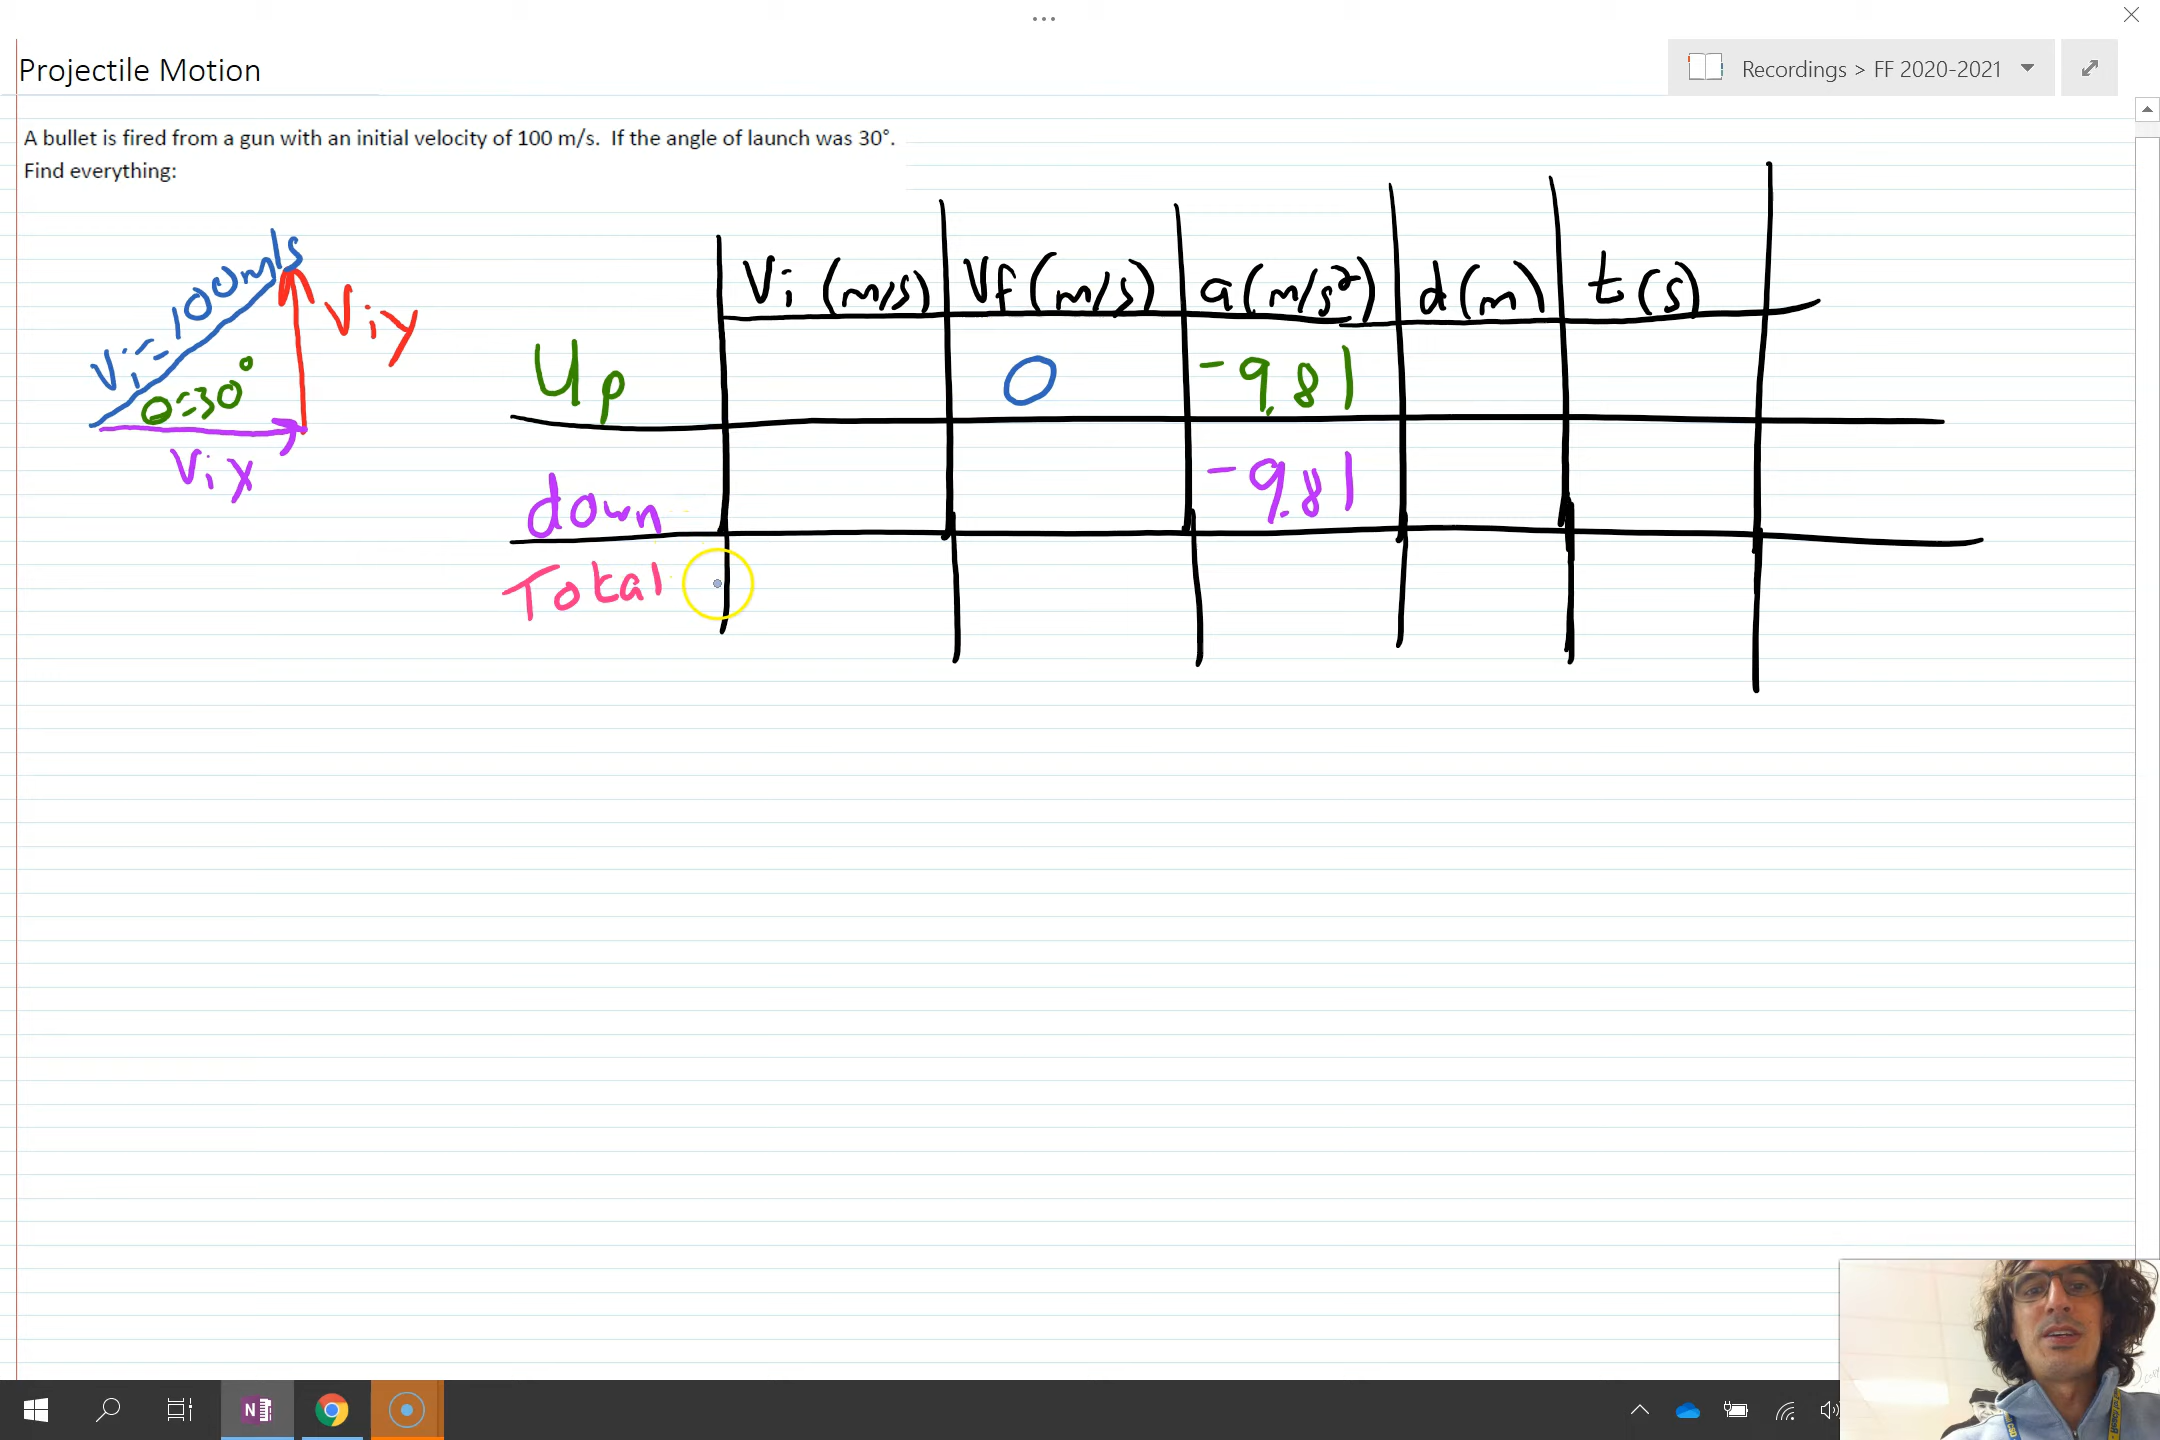 Projectile Motion
Recordings > FF 2020-2021
A bullet is fired from a gun with an initial velocity of 100 m/s. If the angle of launch was 30°.
Find everything:
Vi = 100m/s
Viy
θ=30°
Vix
Vi (m/s) Vf (m/s) a(m/s²) d(m) t(s)
Up 0 -9.81
down -9.81
Total